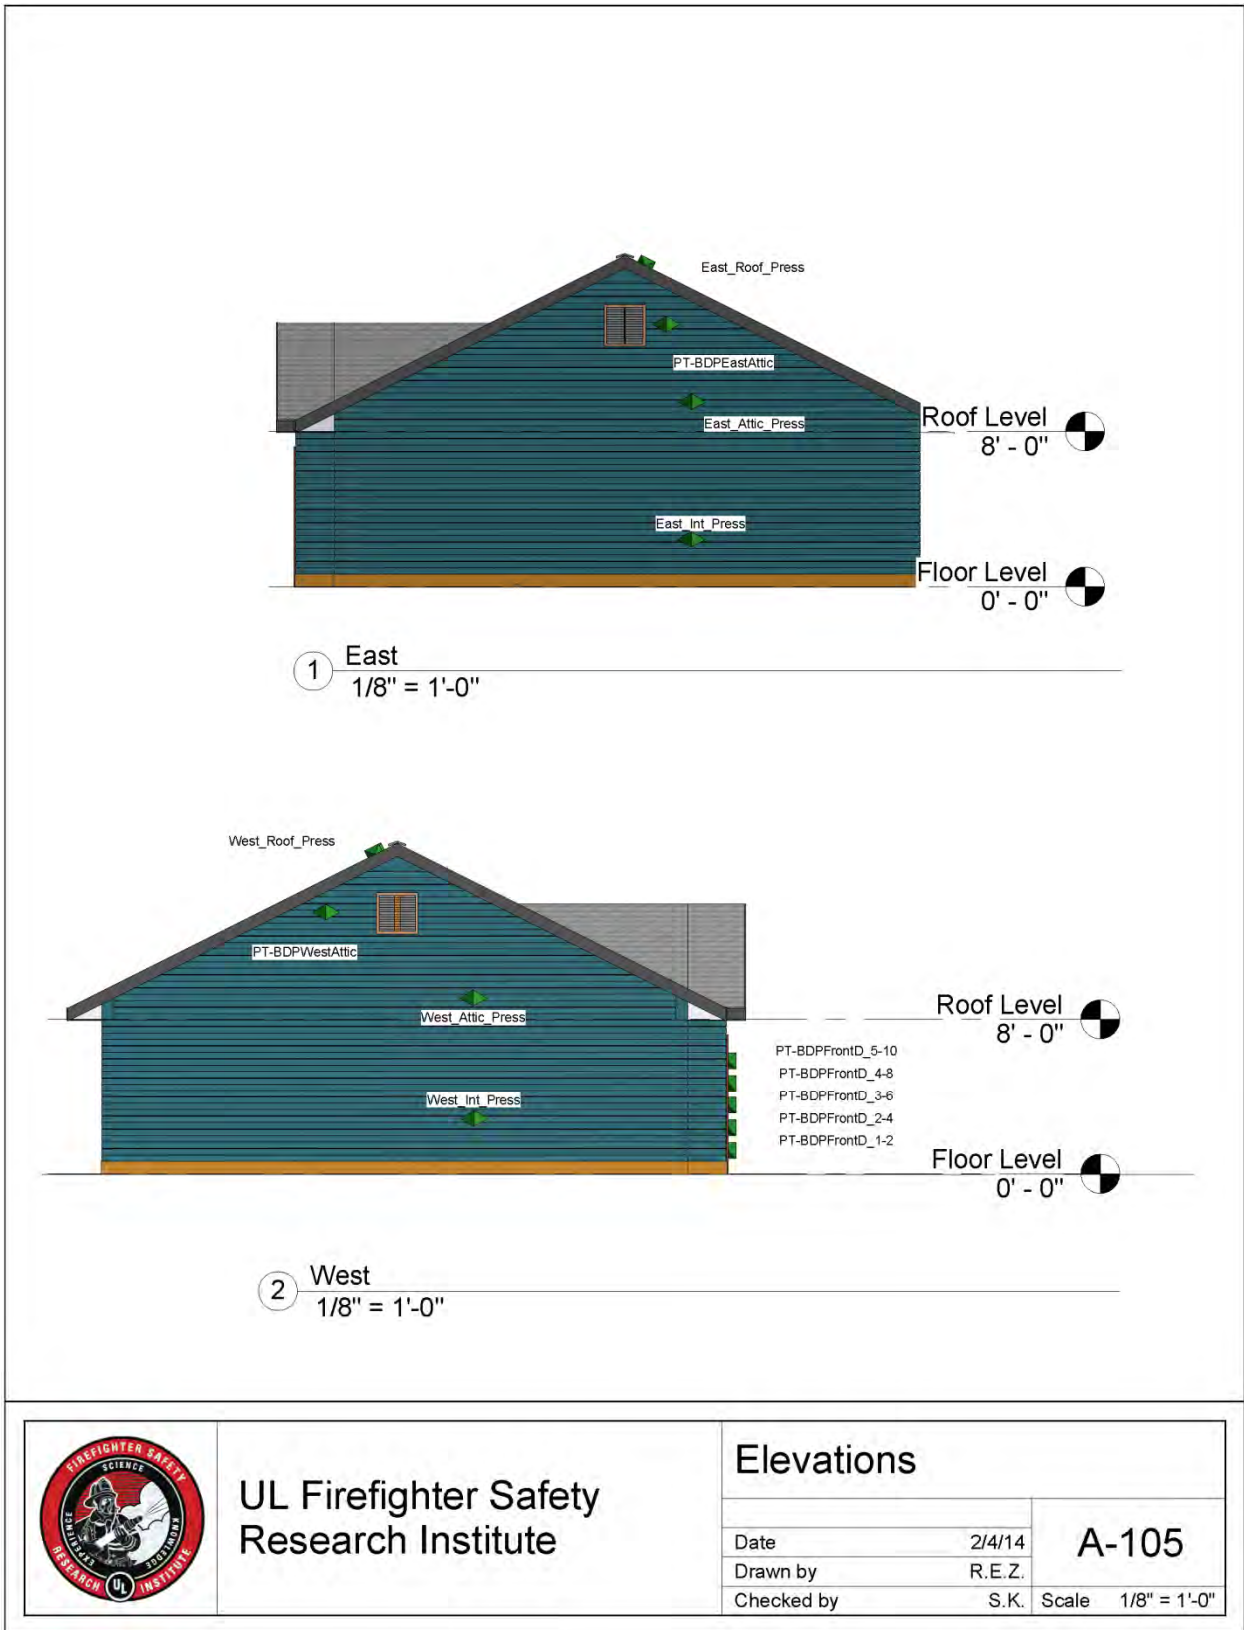 East_Roof_Press
PT-BDPEastAttic
East_Attic_Press
Roof Level
8' - 0"
East_Int_Press
Floor Level
0' - 0"
1
East
1/8" = 1'-0"
West_Roof_Press
PT-BDPWestAttic
West_Attic_Press
Roof Level
8' - 0"
PT-BDPFrontD_5-10
PT-BDPFrontD_4-8
PT-BDPFrontD_3-6
PT-BDPFrontD_2-4
PT-BDPFrontD_1-2
West_Int_Press
Floor Level
0' - 0"
2
West
1/8" = 1'-0"
FIREFIGHTER SAFETY
RESEARCH INSTITUTE
SCIENCE
EXPERIENCE
KNOWLEDGE
UL
UL Firefighter Safety
Research Institute
Elevations
Date 2/4/14
Drawn by R.E.Z.
Checked by S.K.
A-105
Scale 1/8" = 1'-0"